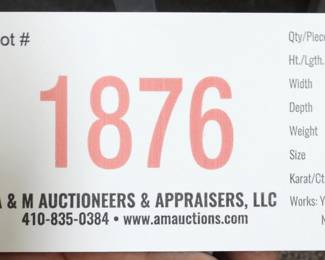 ot #
1876
& M AUCTIONEERS & APPRAISERS, LLC
410-835-0384 • www.amauctions.com
Qty/Piec
Ht./Lgth.
Width
Depth
Weight
Size
Karat/Ct.
Works: Y
N